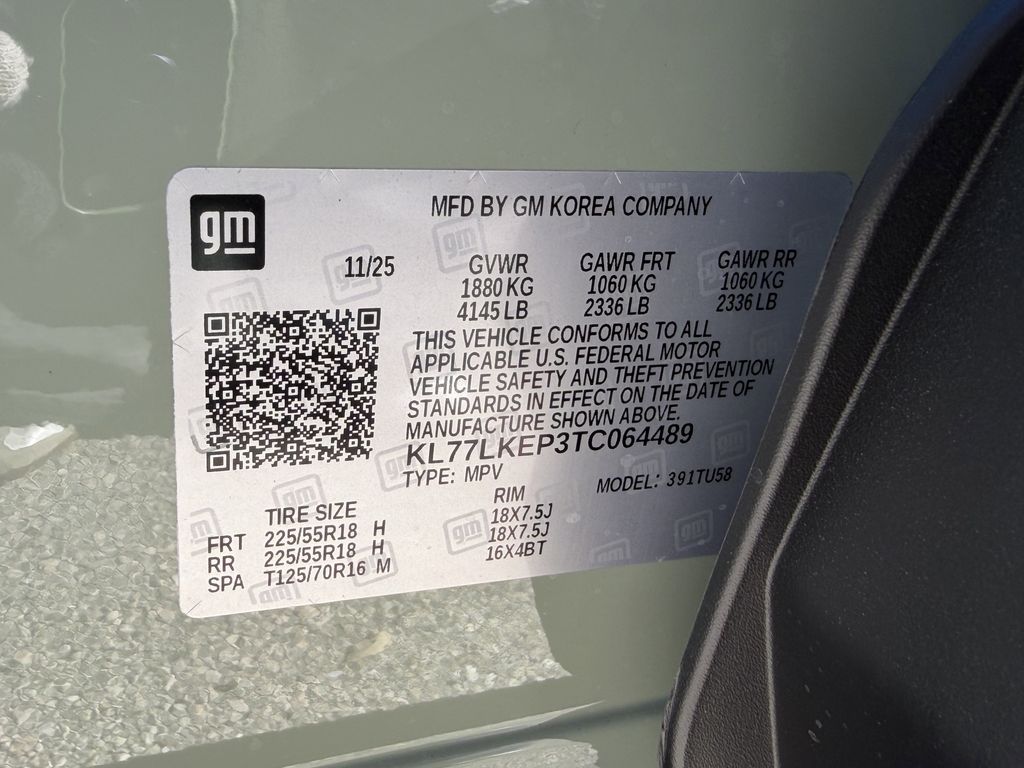 gm
MFD BY GM KOREA COMPANY
11/25
GVWR GAWR FRT GAWR RR
1880 KG 1060 KG 1060 KG
4145 LB 2336 LB 2336 LB
THIS VEHICLE CONFORMS TO ALL
APPLICABLE U.S. FEDERAL MOTOR
VEHICLE SAFETY AND THEFT PREVENTION
STANDARDS IN EFFECT ON THE DATE OF
MANUFACTURE SHOWN ABOVE.
KL77LKEP3TC064489
TYPE: MPV MODEL: 391TU58
TIRE SIZE RIM
FRT 225/55R18 H 18X7.5J
RR 225/55R18 H 18X7.5J
SPA T125/70R16 M 16X4BT